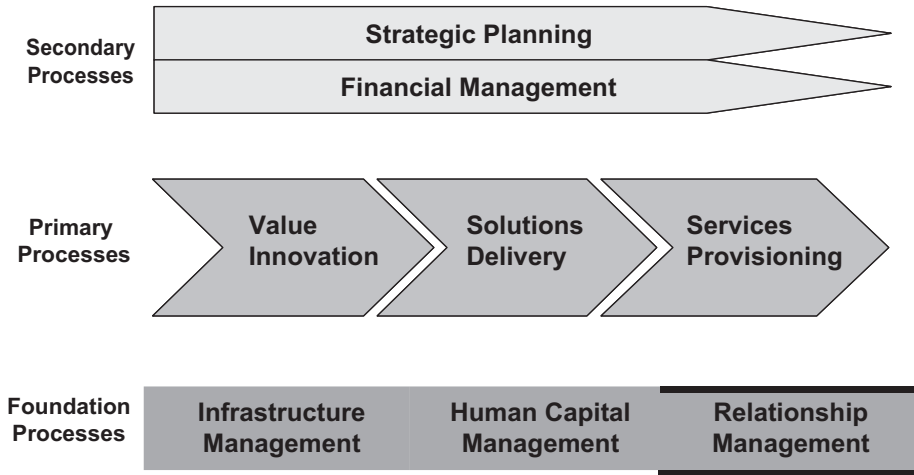 Secondary
Processes
Strategic Planning
Financial Management
Primary
Processes
Value
Innovation
Solutions
Delivery
Services
Provisioning
Foundation
Processes
Infrastructure
Management
Human Capital
Management
Relationship
Management